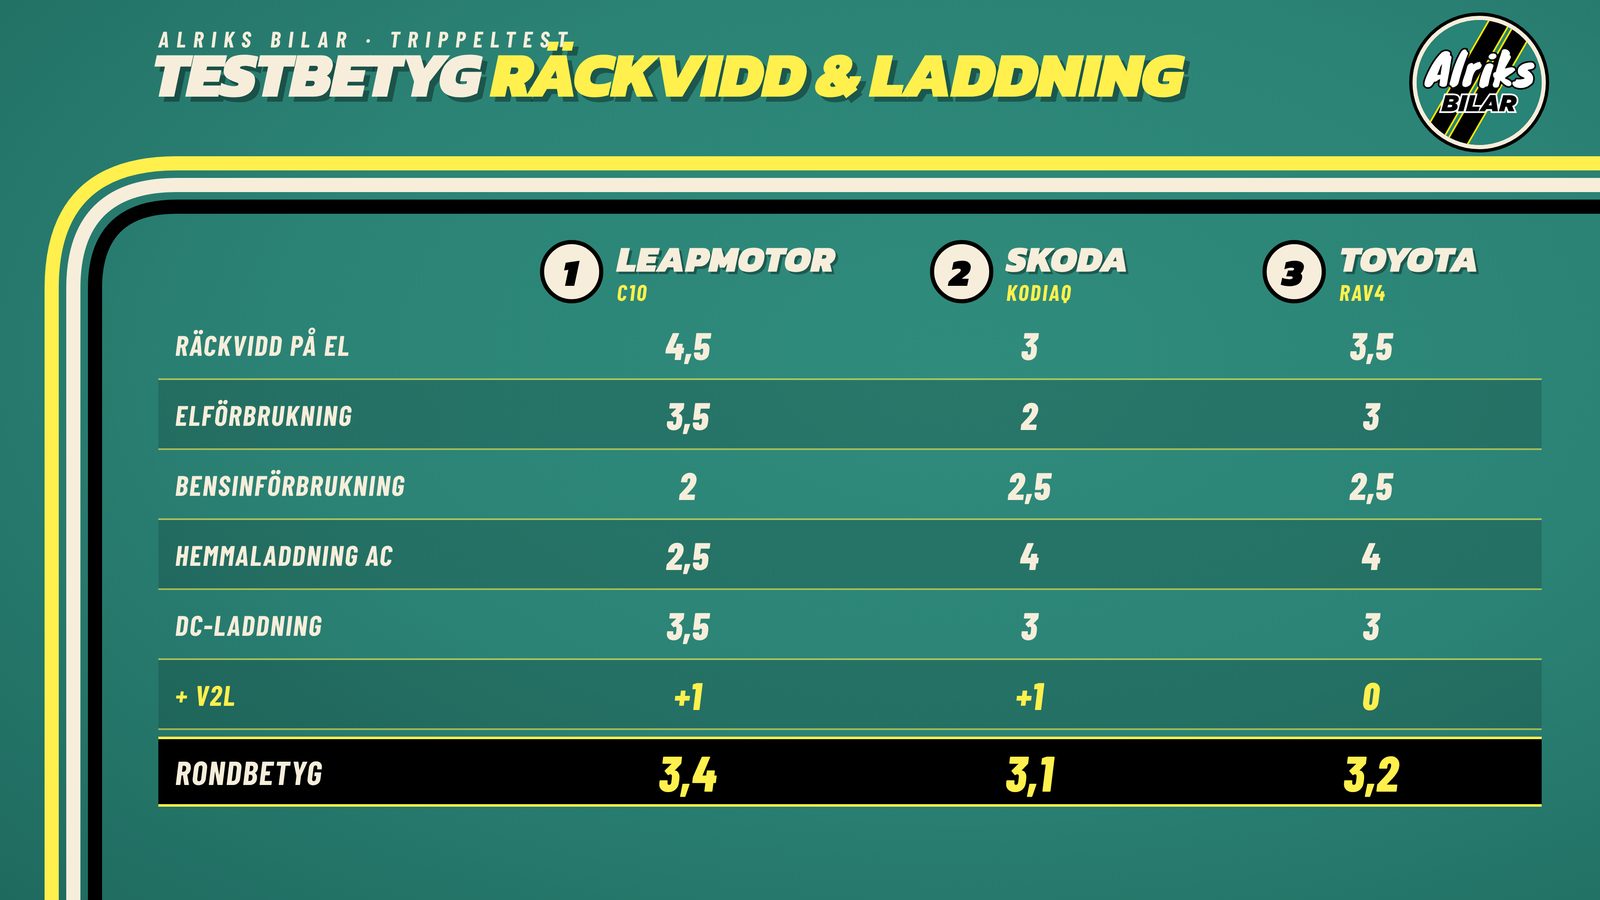 ALRIKS BILAR · TRIPPELTEST
TESTBETYG RÄCKVIDD & LADDNING
Alriks
BILAR
1 LEAPMOTOR 2 SKODA 3 TOYOTA
C10 KODIAQ RAV4
RÄCKVIDD PÅ EL 4,5 3 3,5
ELFÖRBRUKNING 3,5 2 3
BENSINFÖRBRUKNING 2 2,5 2,5
HEMMALADDNING AC 2,5 4 4
DC-LADDNING 3,5 3 3
+ V2L +1 +1 0
RONDBETYG 3,4 3,1 3,2